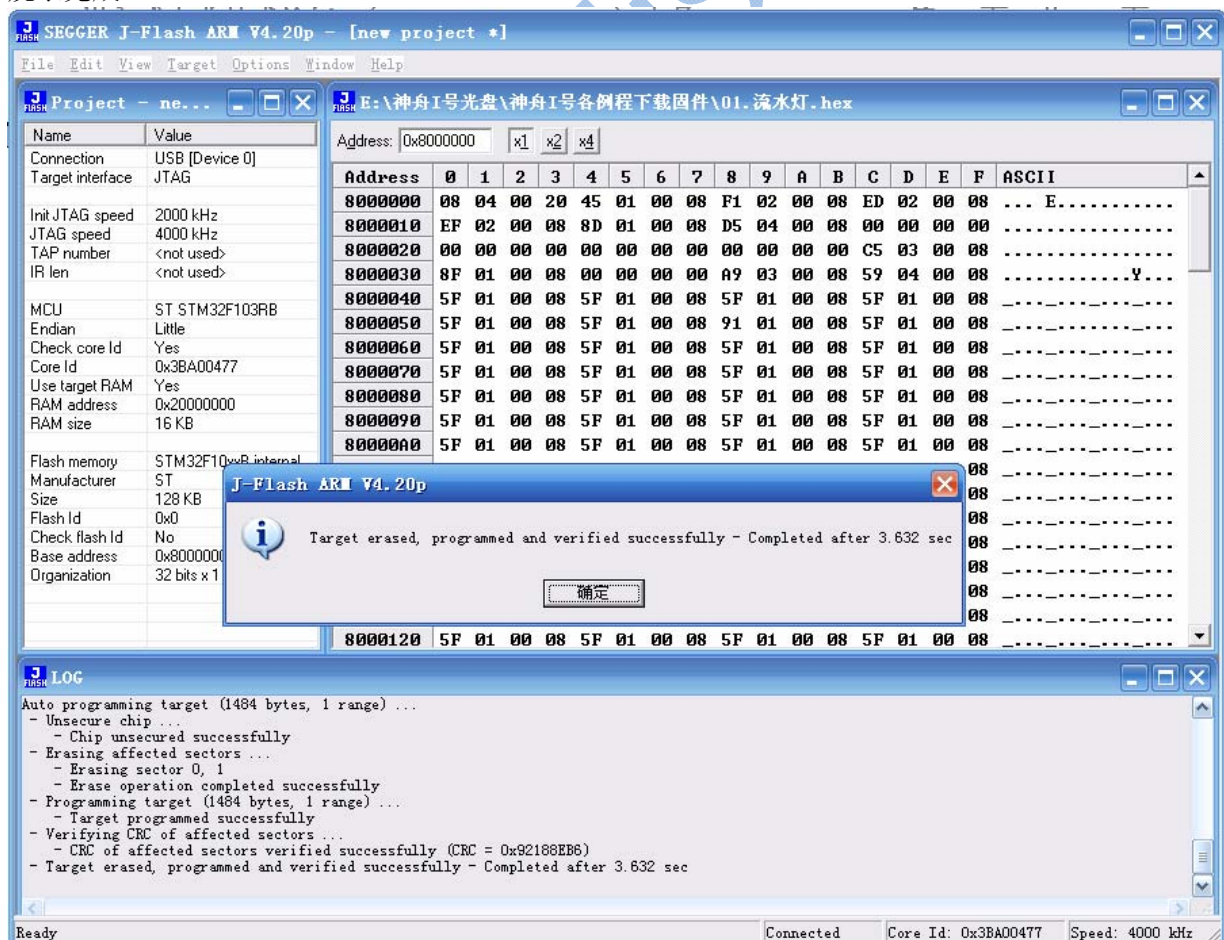 SEGGER J-Flash ARM V4.20p - [new project *]
File Edit View Target Options Window Help
Project - ne...
Name Value
Connection USB [Device 0]
Target interface JTAG
Init JTAG speed 2000 kHz
JTAG speed 4000 kHz
TAP number <not used>
IR len <not used>
MCU ST STM32F103RB
Endian Little
Check core Id Yes
Core Id 0x3BA00477
Use target RAM Yes
RAM address 0x20000000
RAM size 16 KB
Flash memory STM32F10xxB internal
Manufacturer ST
Size 128 KB
Flash Id 0x0
Check flash Id No
Base address 0x8000000
Organization 32 bits x 1
E:\神舟I号光盘\神舟I号各例程下载固件\01.流水灯.hex
Address: 0x8000000 x1 x2 x4
Address 0 1 2 3 4 5 6 7 8 9 A B C D E F ASCII
8000000 08 04 00 20 45 01 00 08 F1 02 00 08 ED 02 00 08 ... E...........
8000010 EF 02 00 08 8D 01 00 08 D5 04 00 08 00 00 00 00 ................
8000020 00 00 00 00 00 00 00 00 00 00 00 00 C5 03 00 08 ................
8000030 8F 01 00 08 00 00 00 00 A9 03 00 08 59 04 00 08 ............Y...
8000040 5F 01 00 08 5F 01 00 08 5F 01 00 08 5F 01 00 08 _..._..._..._...
8000050 5F 01 00 08 5F 01 00 08 91 01 00 08 5F 01 00 08 _..._......._...
8000060 5F 01 00 08 5F 01 00 08 5F 01 00 08 5F 01 00 08 _..._..._..._...
8000070 5F 01 00 08 5F 01 00 08 5F 01 00 08 5F 01 00 08 _..._..._..._...
8000080 5F 01 00 08 5F 01 00 08 5F 01 00 08 5F 01 00 08 _..._..._..._...
8000090 5F 01 00 08 5F 01 00 08 5F 01 00 08 5F 01 00 08 _..._..._..._...
80000A0 5F 01 00 08 5F 01 00 08 5F 01 00 08 5F 01 00 08 _..._..._..._...
08 _..._..._..._...
08 _..._..._..._...
08 _..._..._..._...
08 _..._..._..._...
08 _..._..._..._...
08 _..._..._..._...
08 _..._..._..._...
8000120 5F 01 00 08 5F 01 00 08 5F 01 00 08 5F 01 00 08 _..._..._..._...
J-Flash ARM V4.20p
Target erased, programmed and verified successfully - Completed after 3.632 sec
确定
LOG
Auto programming target (1484 bytes, 1 range) ...
- Unsecure chip ...
- Chip unsecured successfully
- Erasing affected sectors ...
- Erasing sector 0, 1
- Erase operation completed successfully
- Programming target (1484 bytes, 1 range) ...
- Target programmed successfully
- Verifying CRC of affected sectors ...
- CRC of affected sectors verified successfully (CRC = 0x92188EB6)
- Target erased, programmed and verified successfully - Completed after 3.632 sec
Ready Connected Core Id: 0x3BA00477 Speed: 4000 kHz